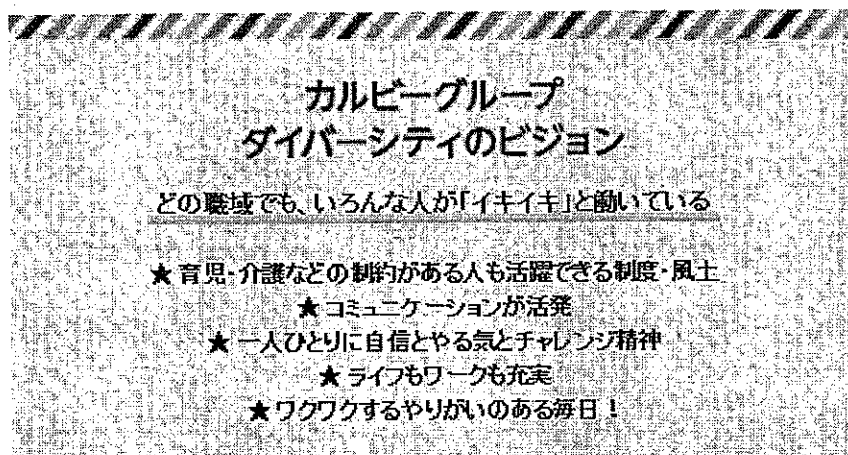 カルビーグループ
ダイバーシティのビジョン
どの職域でも、いろんな人が「イキイキ」と働いている
★ 育児・介護などの制約がある人も活躍できる制度・風土
★ コミュニケーションが活発
★ 一人ひとりに自信とやる気とチャレンジ精神
★ ライフもワークも充実
★ ワクワクするやりがいのある毎日！